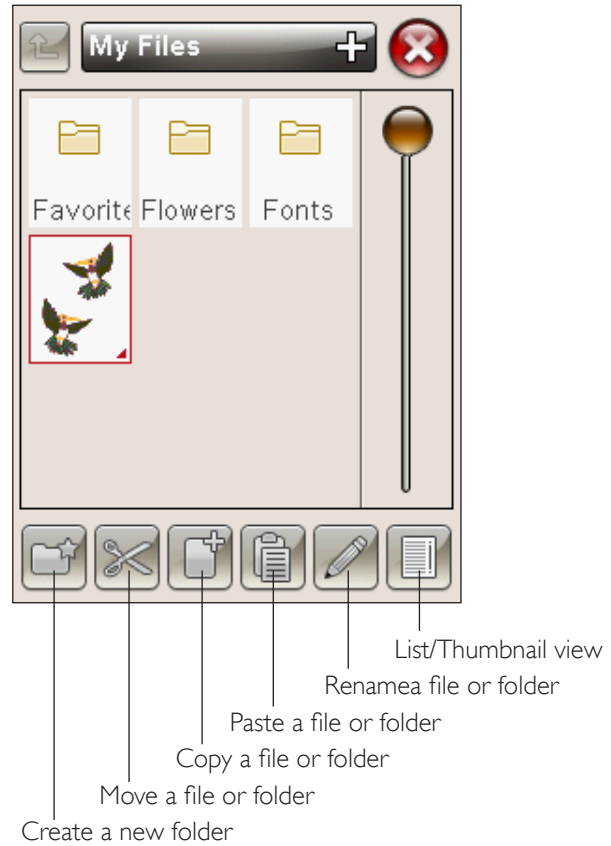 My Files
Favorite Flowers Fonts
List/Thumbnail view
Renamea file or folder
Paste a file or folder
Copy a file or folder
Move a file or folder
Create a new folder